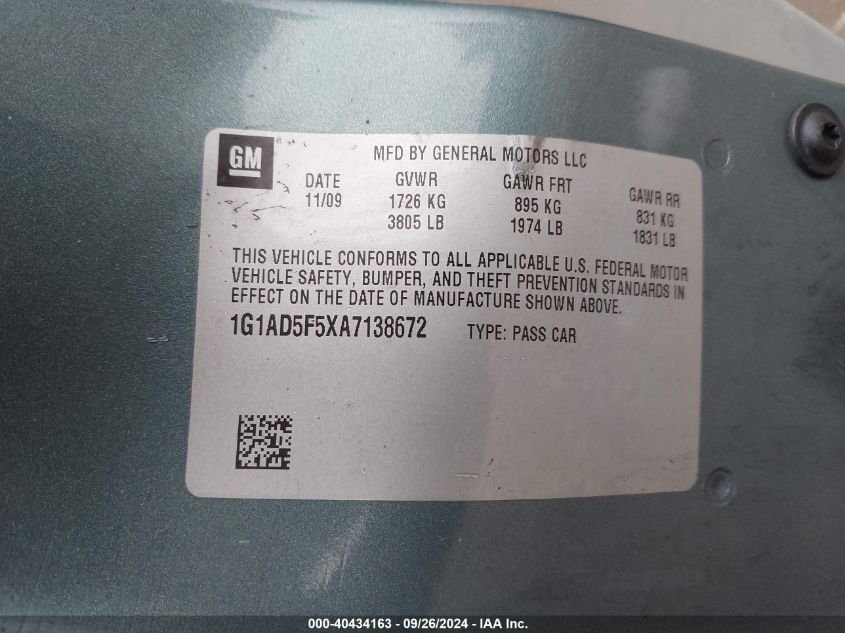 GM
MFD BY GENERAL MOTORS LLC
DATE GVWR GAWR FRT GAWR RR
11/09 1726 KG 895 KG 831 KG
3805 LB 1974 LB 1831 LB
THIS VEHICLE CONFORMS TO ALL APPLICABLE U.S. FEDERAL MOTOR
VEHICLE SAFETY, BUMPER, AND THEFT PREVENTION STANDARDS IN
EFFECT ON THE DATE OF MANUFACTURE SHOWN ABOVE.
1G1AD5F5XA7138672 TYPE: PASS CAR
000-40434163 - 09/26/2024 - IAA Inc.